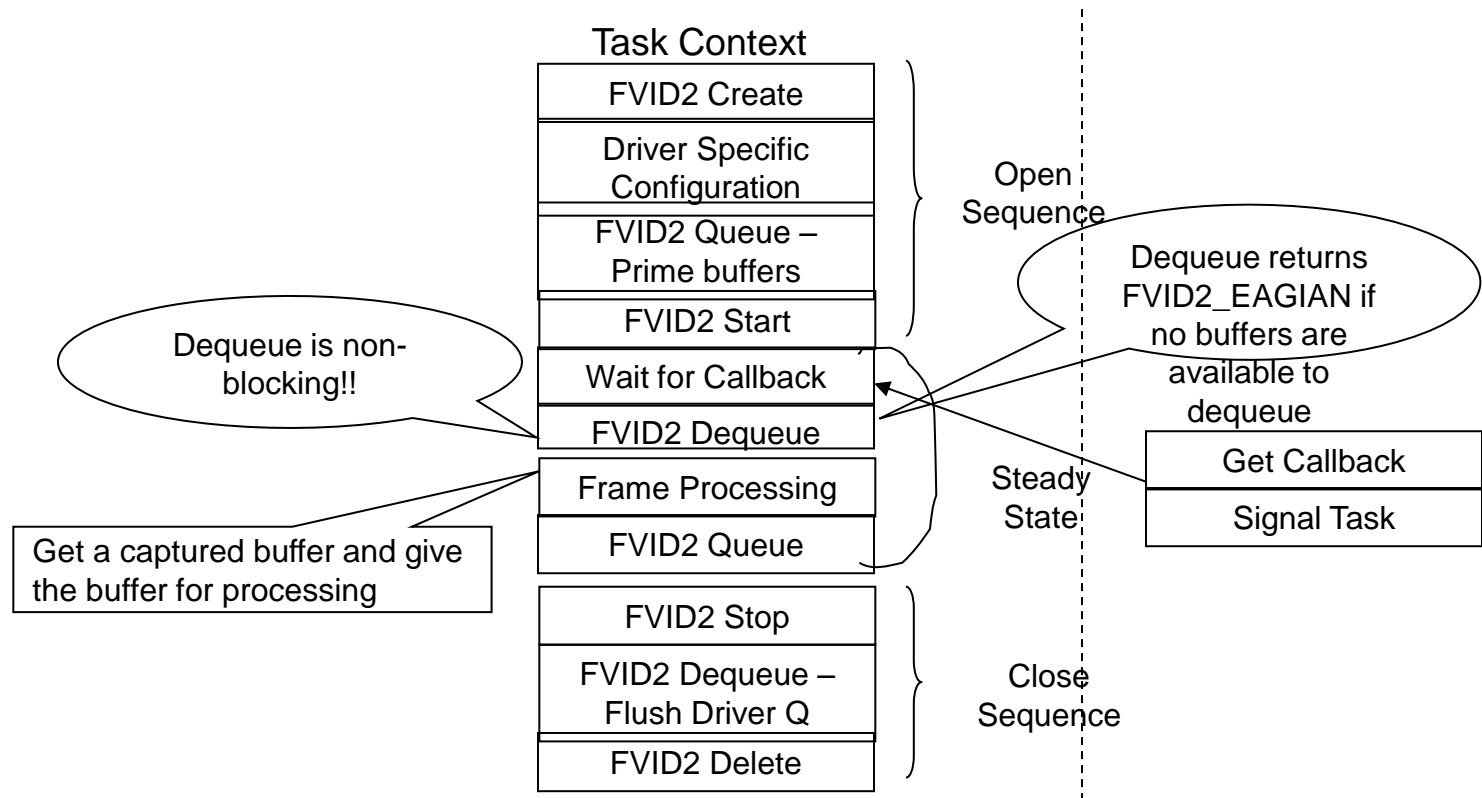 Task Context
FVID2 Create
Driver Specific
Configuration
FVID2 Queue –
Prime buffers
FVID2 Start
Wait for Callback
FVID2 Dequeue
Frame Processing
FVID2 Queue
FVID2 Stop
FVID2 Dequeue –
Flush Driver Q
FVID2 Delete
Open
Sequence
Steady
State
Close
Sequence
Dequeue is non-
blocking!!
Get a captured buffer and give
the buffer for processing
Dequeue returns
FVID2_EAGIAN if
no buffers are
available to
dequeue
Get Callback
Signal Task